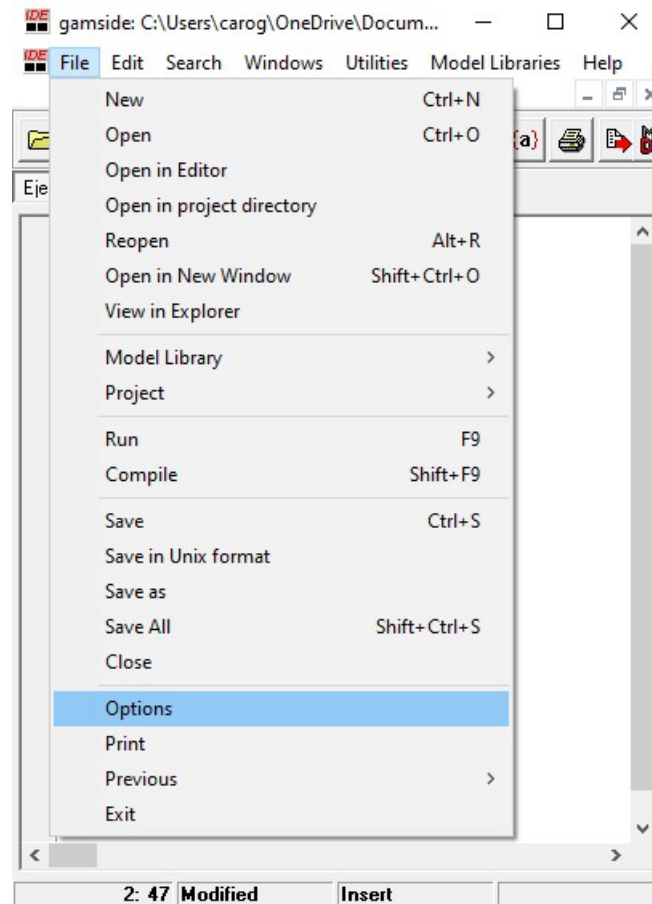 IDE gamside: C:\Users\carog\OneDrive\Docum...
IDE File Edit Search Windows Utilities Model Libraries Help
New Ctrl+N
Open Ctrl+O
{a}
Open in Editor
Eje
Open in project directory
Reopen Alt+R
Open in New Window Shift+Ctrl+O
View in Explorer
Model Library
Project
Run F9
Compile Shift+F9
Save Ctrl+S
Save in Unix format
Save as
Save All Shift+Ctrl+S
Close
Options
Print
Previous
Exit
2: 47 Modified Insert